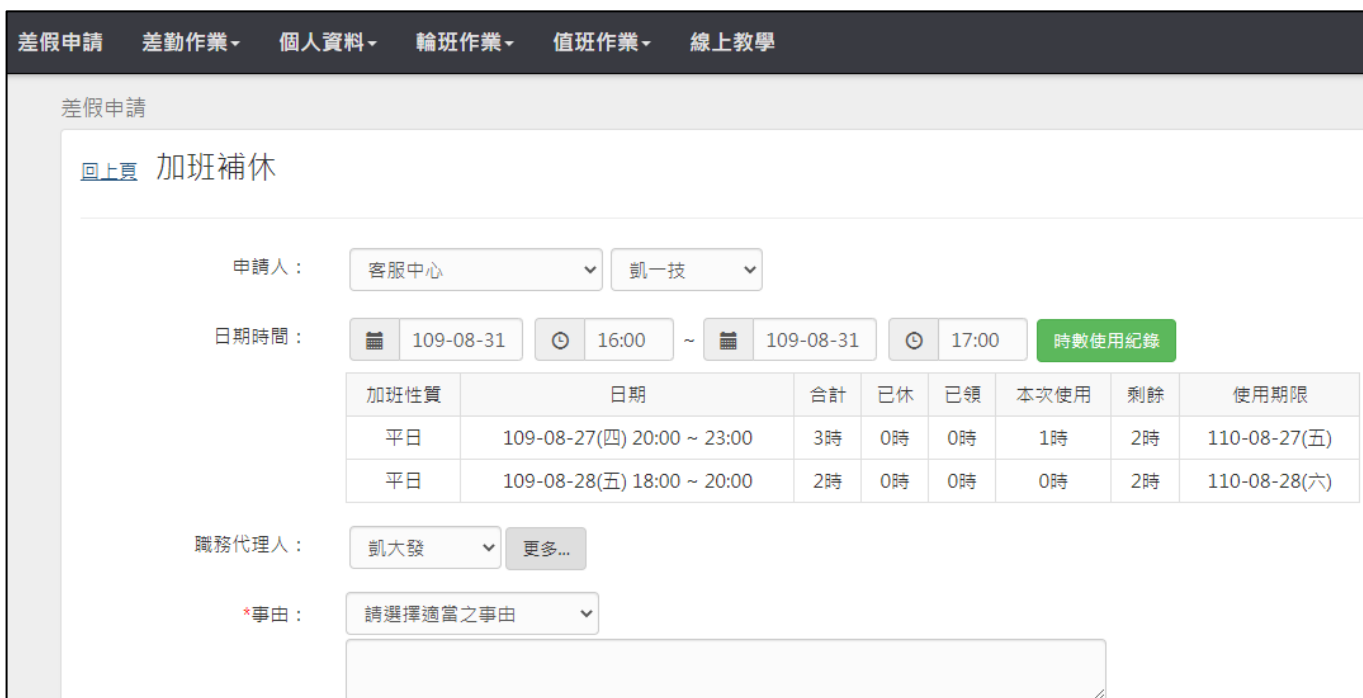 差假申請 差勤作業 個人資料 輪班作業 值班作業 線上教學
差假申請
回上頁 加班補休
申請人： 客服中心 凱一技
日期時間： 109-08-31 16:00 ~ 109-08-31 17:00 時數使用紀錄
加班性質 日期 合計 已休 已領 本次使用 剩餘 使用期限
平日 109-08-27(四) 20:00 ~ 23:00 3時 0時 0時 1時 2時 110-08-27(五)
平日 109-08-28(五) 18:00 ~ 20:00 2時 0時 0時 0時 2時 110-08-28(六)
職務代理人： 凱大發 更多...
*事由： 請選擇適當之事由